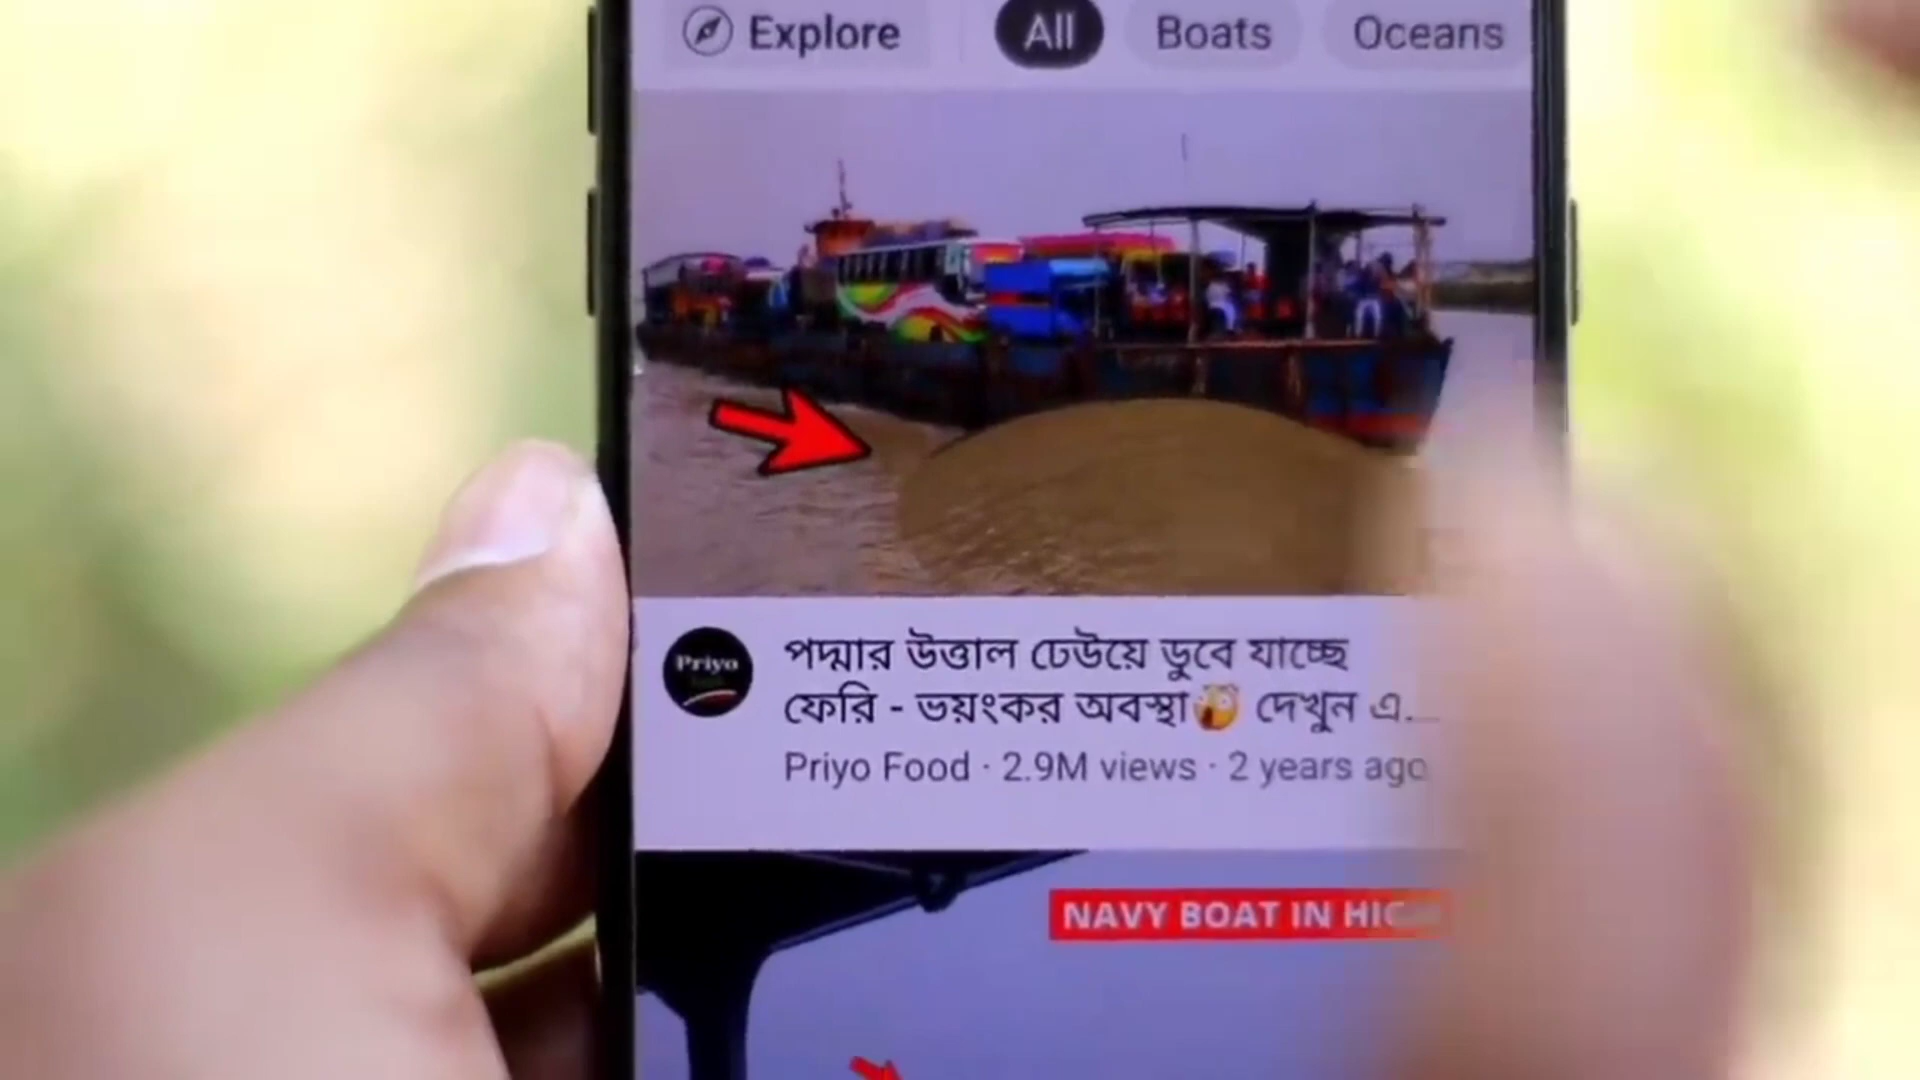 Explore All Boats Oceans
Priyo
পদ্মার উত্তাল ঢেউয়ে ডুবে যাচ্ছে
ফেরি - ভয়ংকর অবস্থা😱 দেখুন এ...
Priyo Food · 2.9M views · 2 years ago
NAVY BOAT IN